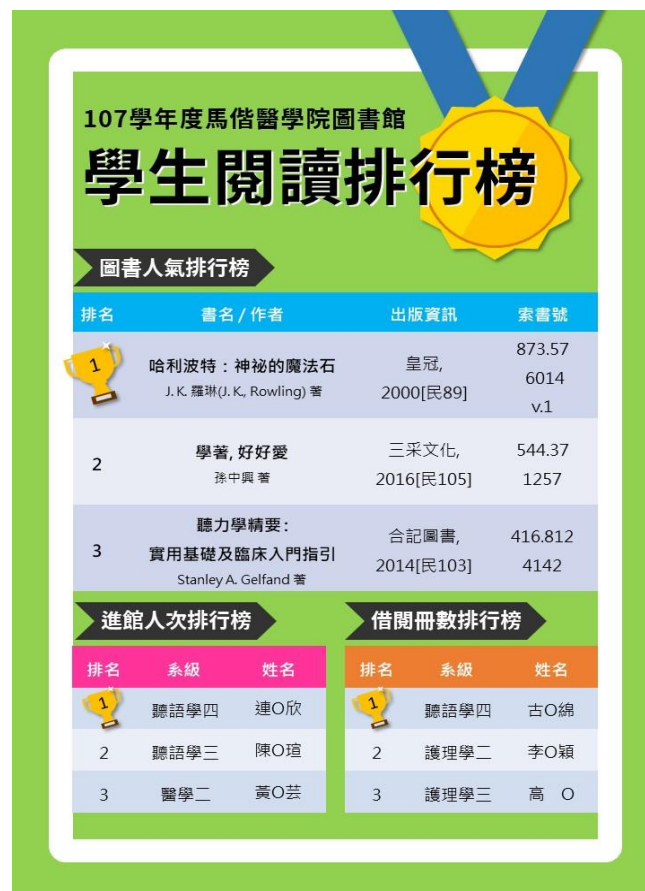 107學年度馬偕醫學院圖書館
學生閱讀排行榜
圖書人氣排行榜
排名 書名 / 作者 出版資訊 索書號
1 哈利波特：神祕的魔法石 皇冠, 873.57
J. K. 羅琳(J. K., Rowling) 著 2000[民89] 6014
v.1
2 學著, 好好愛 三采文化, 544.37
孫中興 著 2016[民105] 1257
3 聽力學精要：
實用基礎及臨床入門指引 合記圖書, 416.812
Stanley A. Gelfand 著 2014[民103] 4142
進館人次排行榜
排名 系級 姓名
1 聽語學四 連O欣
2 聽語學三 陳O瑄
3 醫學二 黃O芸
借閱冊數排行榜
排名 系級 姓名
1 聽語學四 古O綿
2 護理學二 李O穎
3 護理學三 高 O